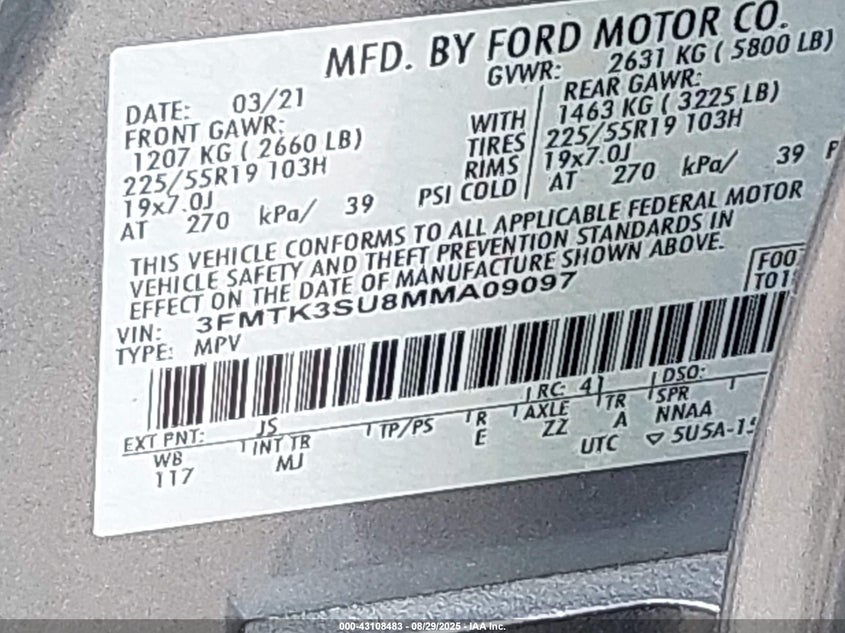 MFD. BY FORD MOTOR CO.
GVWR: 2631 KG ( 5800 LB)
DATE: 03/21
FRONT GAWR:
1207 KG ( 2660 LB)
225/55R19 103H
19x7.0J
AT 270 kPa/ 39 PSI COLD
WITH
TIRES
RIMS
REAR GAWR:
1463 KG ( 3225 LB)
225/55R19 103H
19x7.0J
AT 270 kPa/ 39
THIS VEHICLE CONFORMS TO ALL APPLICABLE FEDERAL MOTOR
VEHICLE SAFETY AND THEFT PREVENTION STANDARDS IN
EFFECT ON THE DATE OF MANUFACTURE SHOWN ABOVE.
VIN: 3FMTK3SU8MMA09097
TYPE: MPV
EXT PNT: JS RC: 41 DSO:
WB INT TR TP/PS R AXLE TR SPR
117 MJ E ZZ A NNAA
UTC 5U5A-15
000-43108483 - 08/29/2025 - IAA Inc.